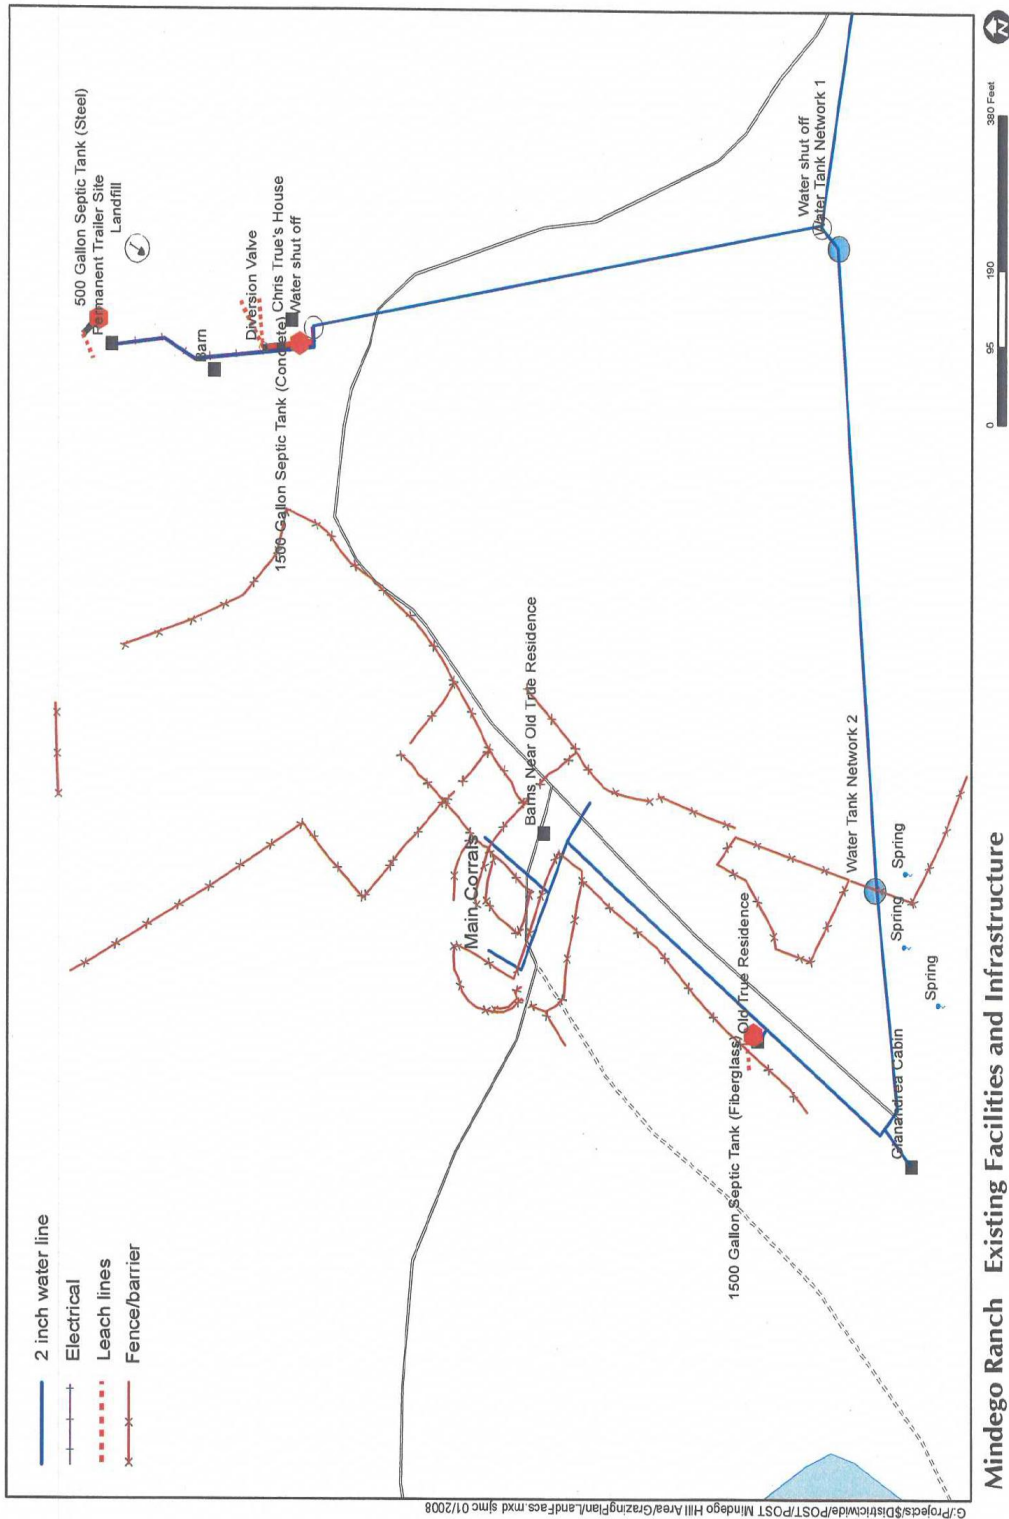 2 inch water line
Electrical
Leach lines
Fence/barrier
500 Gallon Septic Tank (Steel)
Permanent Trailer Site
Landfill
Barn
Diversion Valve
1500 Gallon Septic Tank (Concrete)
Chris True's House
Water shut off
Main Corrals
Barns Near Old True Residence
Water shut off
Water Tank Network 1
Water Tank Network 2
Spring
Spring
Spring
1500 Gallon Septic Tank (Fiberglass)
Old True Residence
Gianandrea Cabin
0 95 190 380 Feet
N
Mindego Ranch Existing Facilities and Infrastructure
G:/Projects/$Districtwide/POST/POST Mindego Hill Area/GrazingPlan/LandFacs.mxd sjmc 01/2008